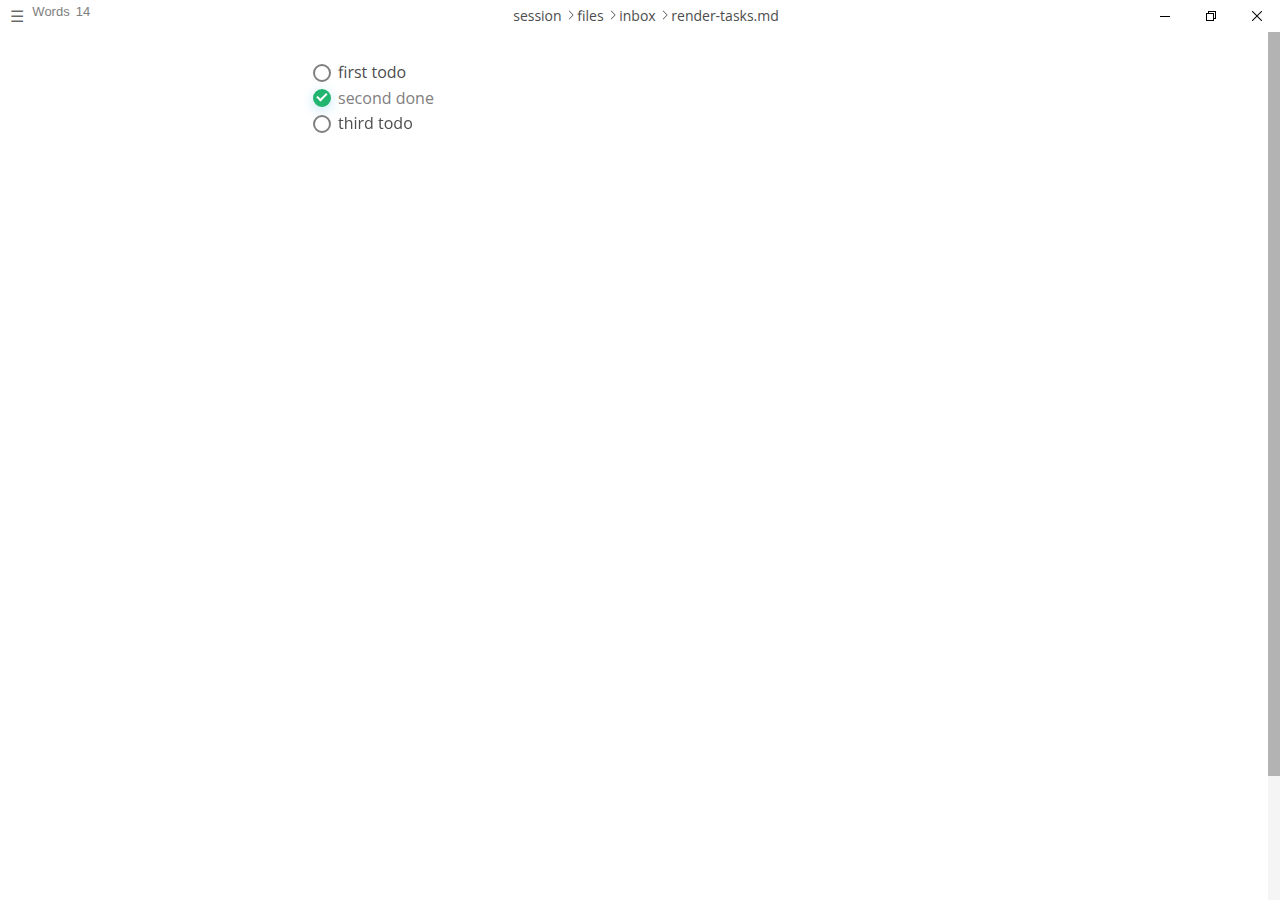 Words 14
session files inbox render-tasks.md
first todo
second done
third todo